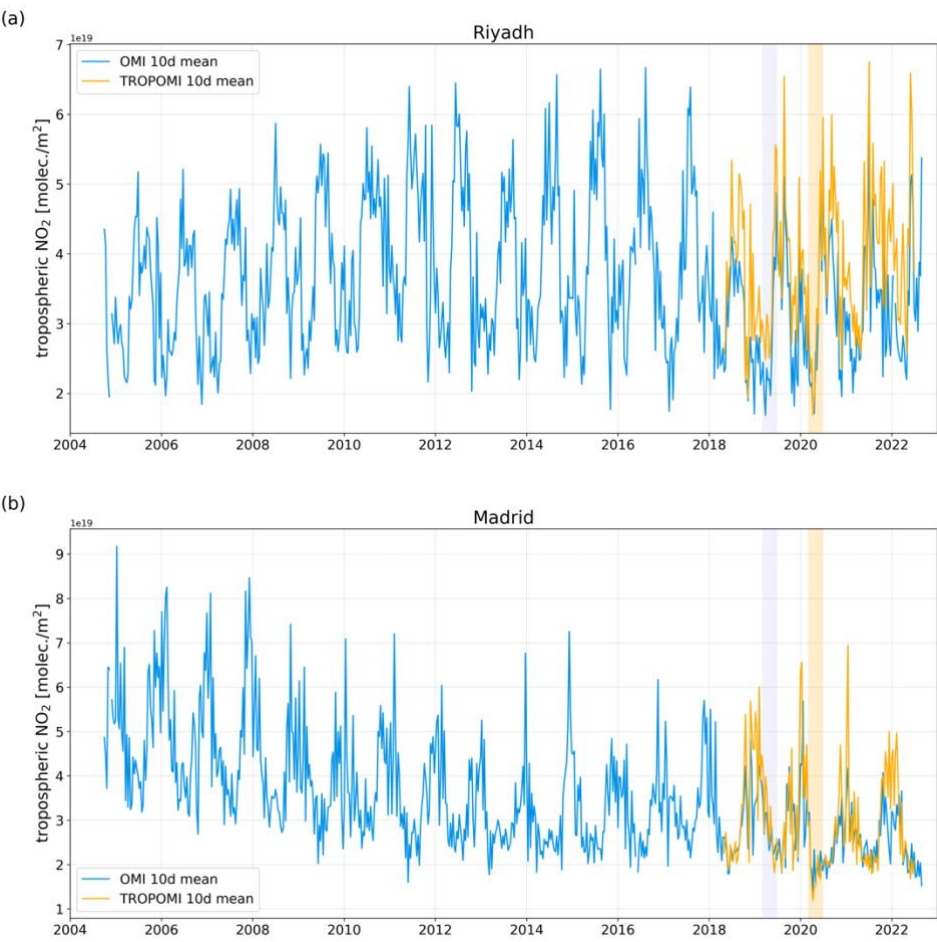 (a)
Riyadh
1e19
OMI 10d mean
TROPOMI 10d mean
tropospheric NO₂ [molec./m²]
7
6
5
4
3
2
2004 2006 2008 2010 2012 2014 2016 2018 2020 2022
(b)
Madrid
1e19
tropospheric NO₂ [molec./m²]
9
8
7
6
5
4
3
2
1
OMI 10d mean
TROPOMI 10d mean
2004 2006 2008 2010 2012 2014 2016 2018 2020 2022